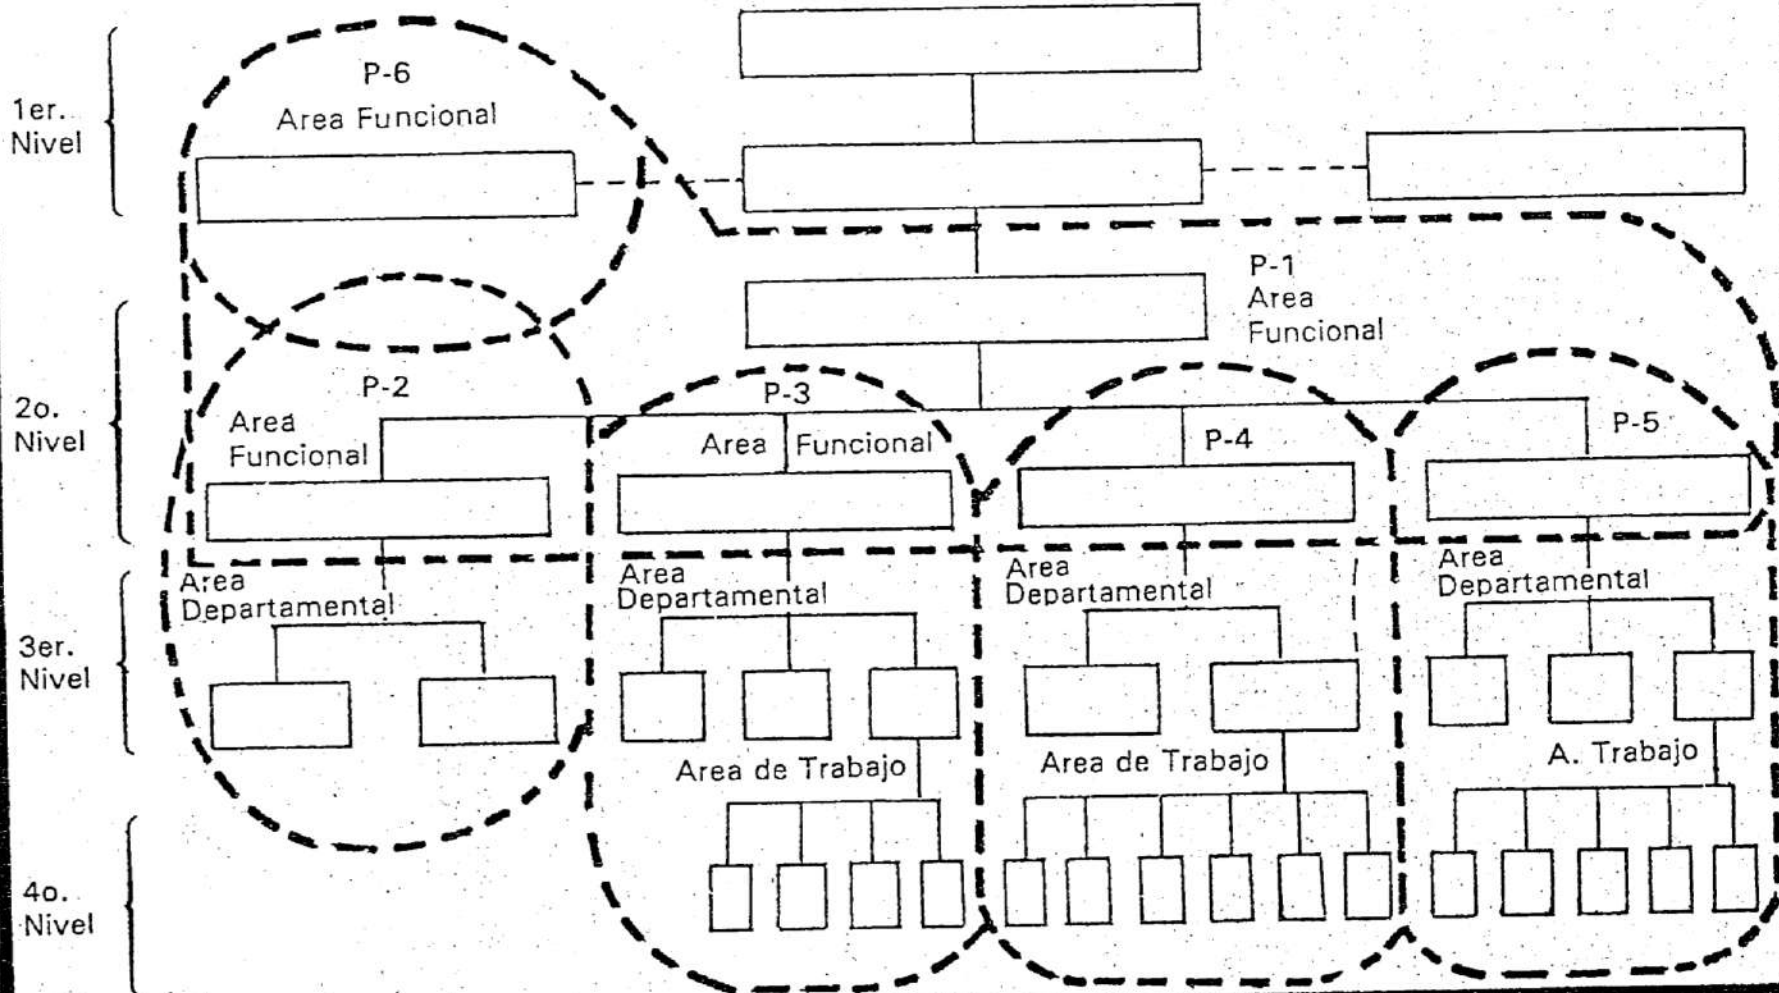 P-6
Area Funcional
1er.
Nivel
P-1
Area
Funcional
2o.
Nivel
P-2
Area
Funcional
P-3
Area Funcional
P-4
P-5
3er.
Nivel
Area
Departamental
Area
Departamental
Area
Departamental
Area
Departamental
Area de Trabajo
Area de Trabajo
A. Trabajo
4o.
Nivel